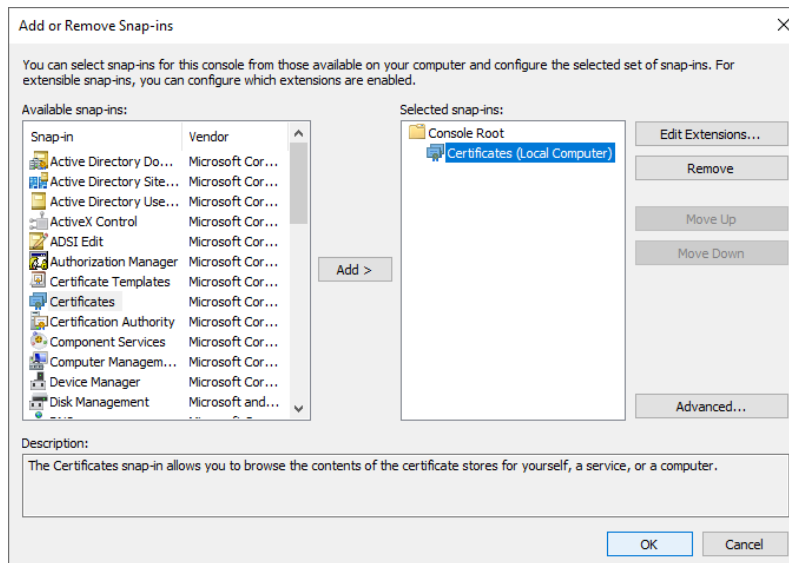 Add or Remove Snap-ins
You can select snap-ins for this console from those available on your computer and configure the selected set of snap-ins. For
extensible snap-ins, you can configure which extensions are enabled.
Available snap-ins:
Snap-in Vendor
Active Directory Do... Microsoft Cor...
Active Directory Site... Microsoft Cor...
Active Directory Use... Microsoft Cor...
ActiveX Control Microsoft Cor...
ADSI Edit Microsoft Cor...
Authorization Manager Microsoft Cor...
Certificate Templates Microsoft Cor...
Certificates Microsoft Cor...
Certification Authority Microsoft Cor...
Component Services Microsoft Cor...
Computer Managem... Microsoft Cor...
Device Manager Microsoft Cor...
Disk Management Microsoft and...
Add >
Selected snap-ins:
Console Root
Certificates (Local Computer)
Edit Extensions...
Remove
Move Up
Move Down
Advanced...
Description:
The Certificates snap-in allows you to browse the contents of the certificate stores for yourself, a service, or a computer.
OK
Cancel